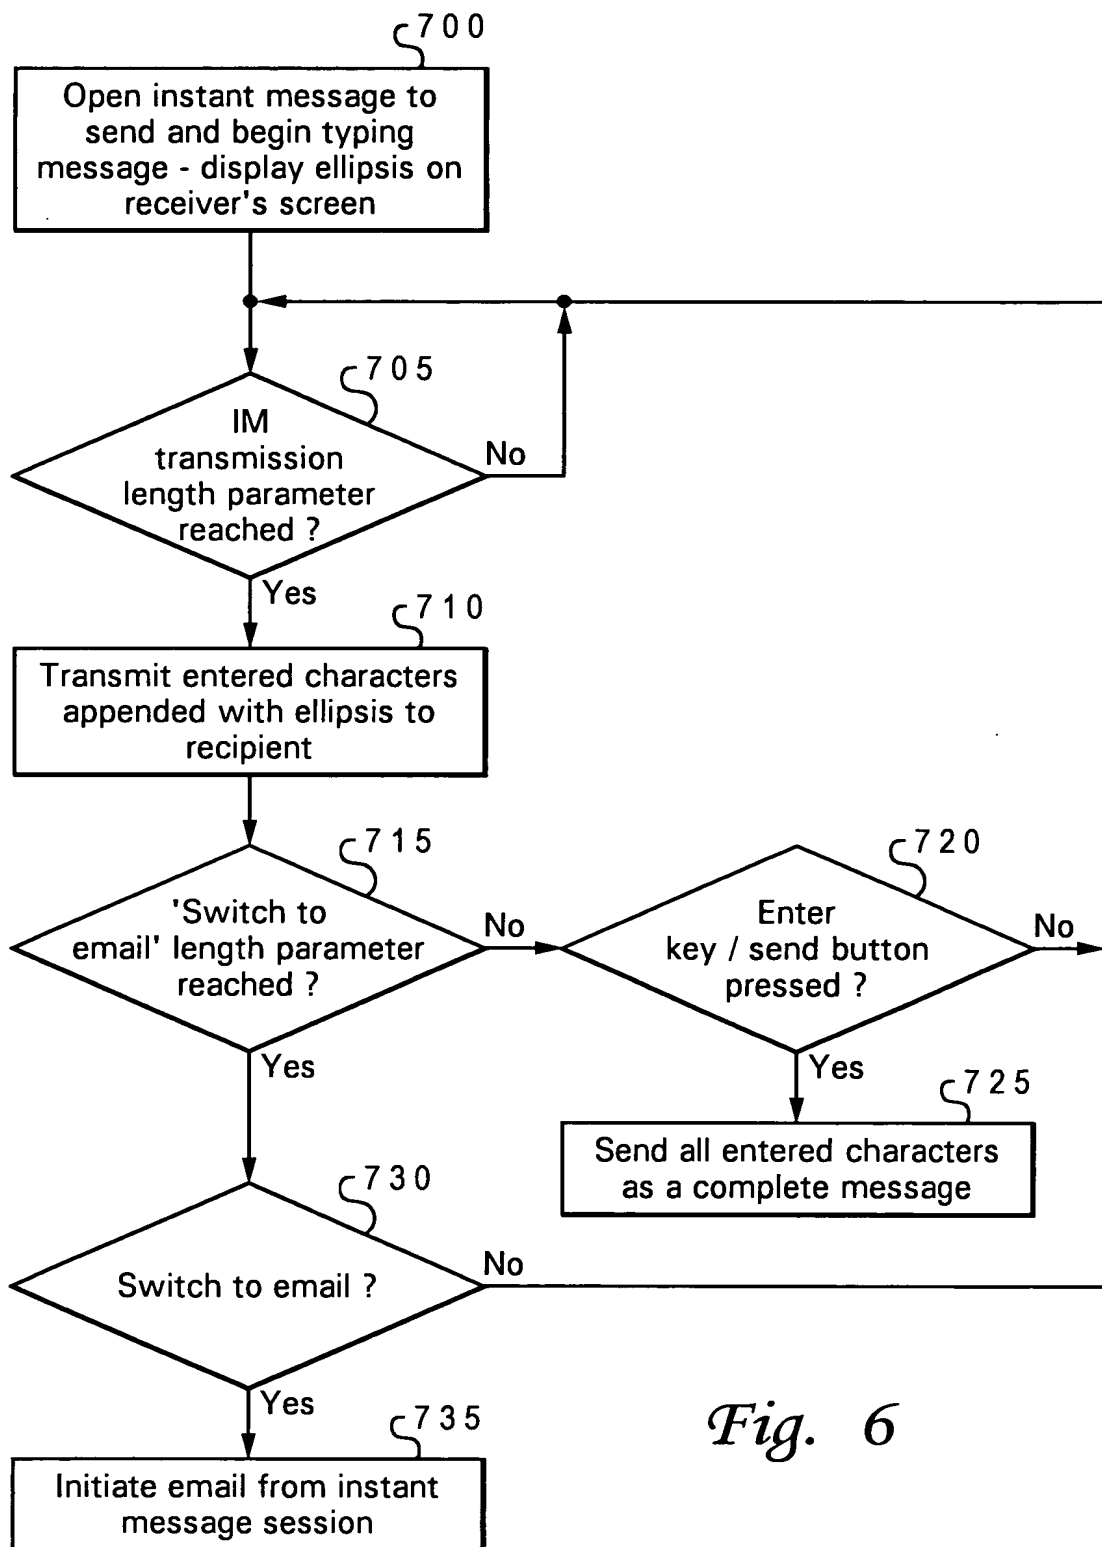 700
Open instant message to
send and begin typing
message - display ellipsis on
receiver's screen
705
IM
transmission
length parameter
reached ?
No
Yes
710
Transmit entered characters
appended with ellipsis to
recipient
715
'Switch to
email' length parameter
reached ?
No
Yes
720
Enter
key / send button
pressed ?
No
Yes
725
Send all entered characters
as a complete message
730
Switch to email ?
No
Yes
735
Initiate email from instant
message session
Fig. 6